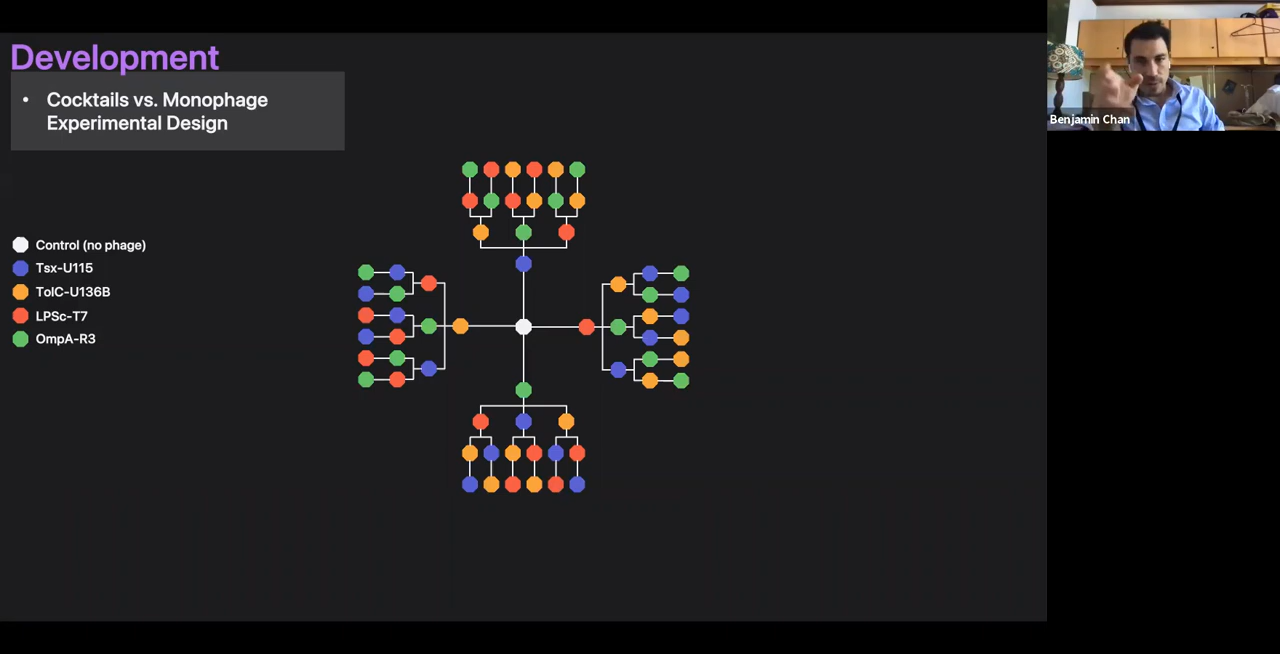 Development
• Cocktails vs. Monophage
Experimental Design
Control (no phage)
Tsx-U115
TolC-U136B
LPSc-T7
OmpA-R3
Benjamin Chan